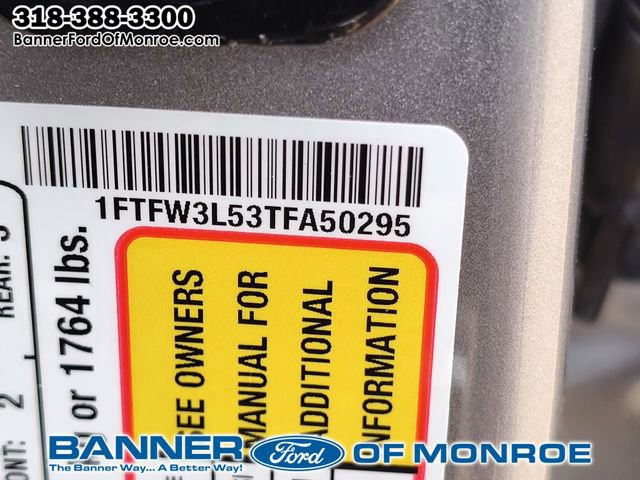 318-388-3300
BannerFordOfMonroe.com
1FTFW3L53TFA50295
SEE OWNERS
MANUAL FOR
ADDITIONAL
or 1764 lbs.
2
BANNER Ford OF MONROE
The Banner Way... A Better Way!